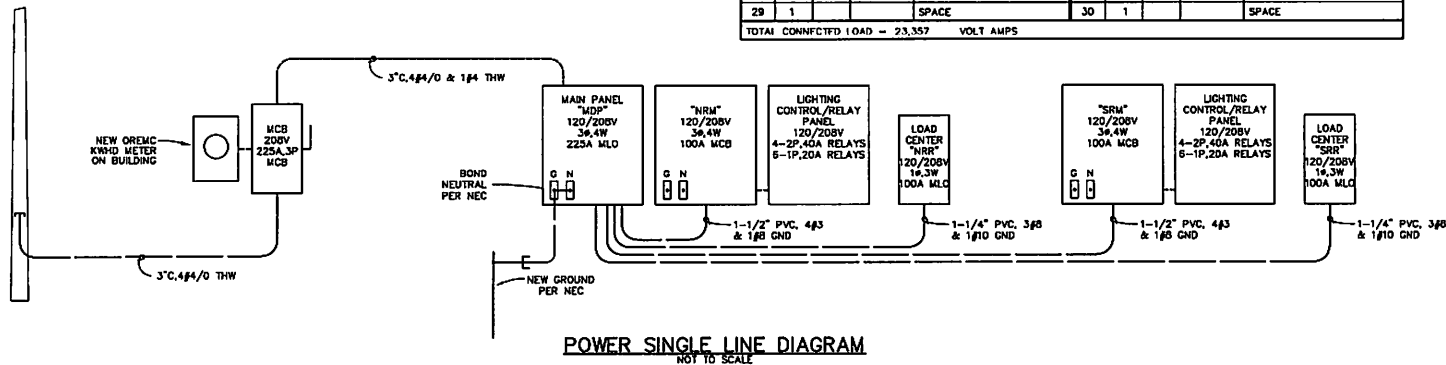 29 1 SPACE 30 1 SPACE
TOTAL CONNECTED LOAD - 23,357 VOLT AMPS
3"C,4#4/0 & 1#4 THW
NEW OREMC
KWHD METER
ON BUILDING
MCB
208V
225A,3P
MCB
3"C,4#4/0 THW
BOND
NEUTRAL
PER NEC
MAIN PANEL
"MDP"
120/208V
3ø,4W
225A MLO
G N
NEW GROUND
PER NEC
"NRM"
120/208V
3ø,4W
100A MCB
G N
LIGHTING
CONTROL/RELAY
PANEL
120/208V
4-2P,40A RELAYS
6-1P,20A RELAYS
1-1/2" PVC, 4#3
& 1#8 GND
LOAD
CENTER
"NRR"
120/208V
1ø,3W
100A MLO
1-1/4" PVC, 3#8
& 1#10 GND
"SRM"
120/208V
3ø,4W
100A MCB
G N
LIGHTING
CONTROL/RELAY
PANEL
120/208V
4-2P,40A RELAYS
6-1P,20A RELAYS
1-1/2" PVC, 4#3
& 1#8 GND
LOAD
CENTER
"SRR"
120/208V
1ø,3W
100A MLO
1-1/4" PVC, 3#8
& 1#10 GND
POWER SINGLE LINE DIAGRAM
NOT TO SCALE